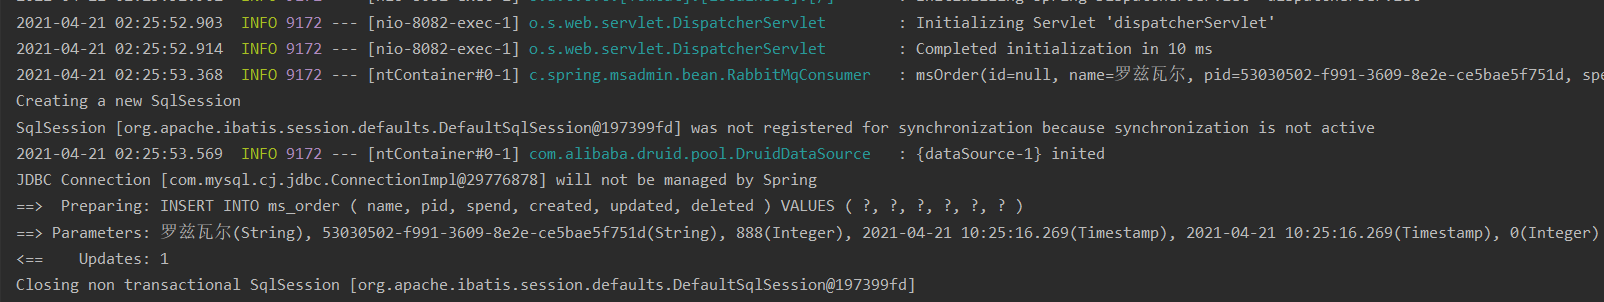 2021-04-21 02:25:52.903  INFO 9172 --- [nio-8082-exec-1] o.s.web.servlet.DispatcherServlet        : Initializing Servlet 'dispatcherServlet'
2021-04-21 02:25:52.914  INFO 9172 --- [nio-8082-exec-1] o.s.web.servlet.DispatcherServlet        : Completed initialization in 10 ms
2021-04-21 02:25:53.368  INFO 9172 --- [ntContainer#0-1] c.spring.msadmin.bean.RabbitMqConsumer   : msOrder(id=null, name=罗兹瓦尔, pid=53030502-f991-3609-8e2e-ce5bae5f751d, spe
Creating a new SqlSession
SqlSession [org.apache.ibatis.session.defaults.DefaultSqlSession@197399fd] was not registered for synchronization because synchronization is not active
2021-04-21 02:25:53.569  INFO 9172 --- [ntContainer#0-1] com.alibaba.druid.pool.DruidDataSource   : {dataSource-1} inited
JDBC Connection [com.mysql.cj.jdbc.ConnectionImpl@29776878] will not be managed by Spring
==>  Preparing: INSERT INTO ms_order ( name, pid, spend, created, updated, deleted ) VALUES ( ?, ?, ?, ?, ?, ? )
==> Parameters: 罗兹瓦尔(String), 53030502-f991-3609-8e2e-ce5bae5f751d(String), 888(Integer), 2021-04-21 10:25:16.269(Timestamp), 2021-04-21 10:25:16.269(Timestamp), 0(Integer)
<==    Updates: 1
Closing non transactional SqlSession [org.apache.ibatis.session.defaults.DefaultSqlSession@197399fd]